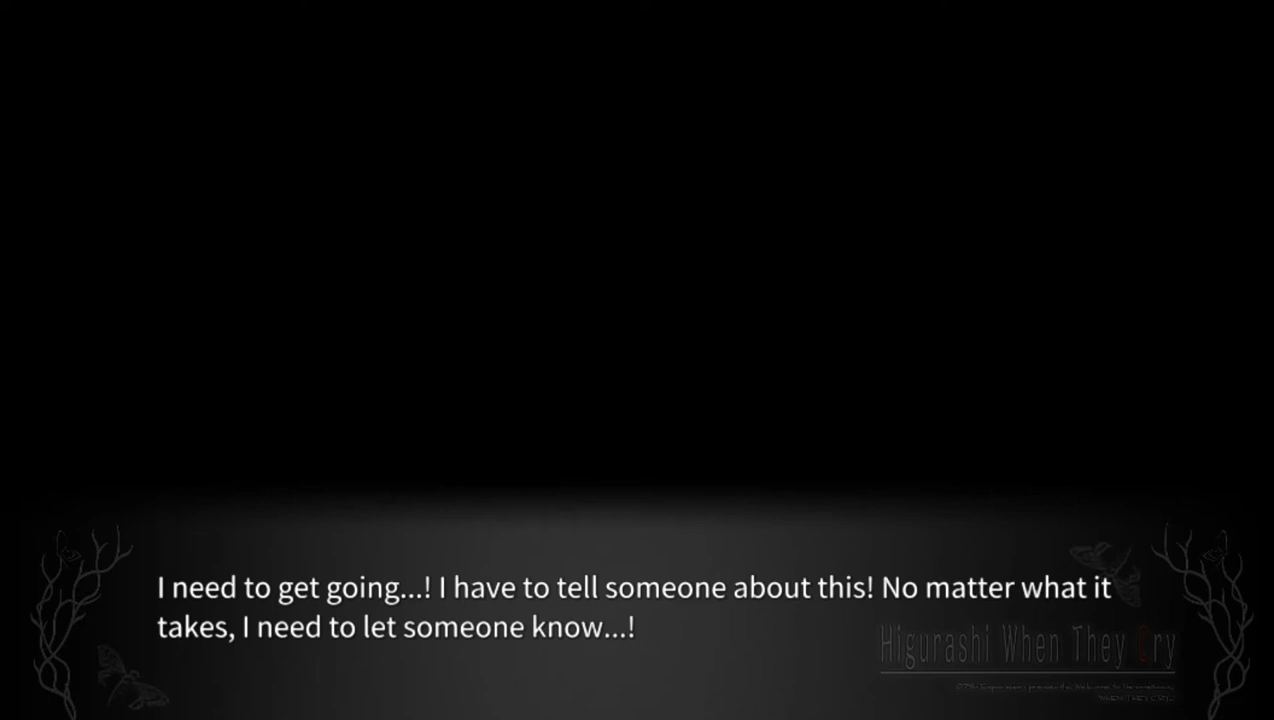 I need to get going...! I have to tell someone about this! No matter what it
takes, I need to let someone know...!
Higurashi When They Cry